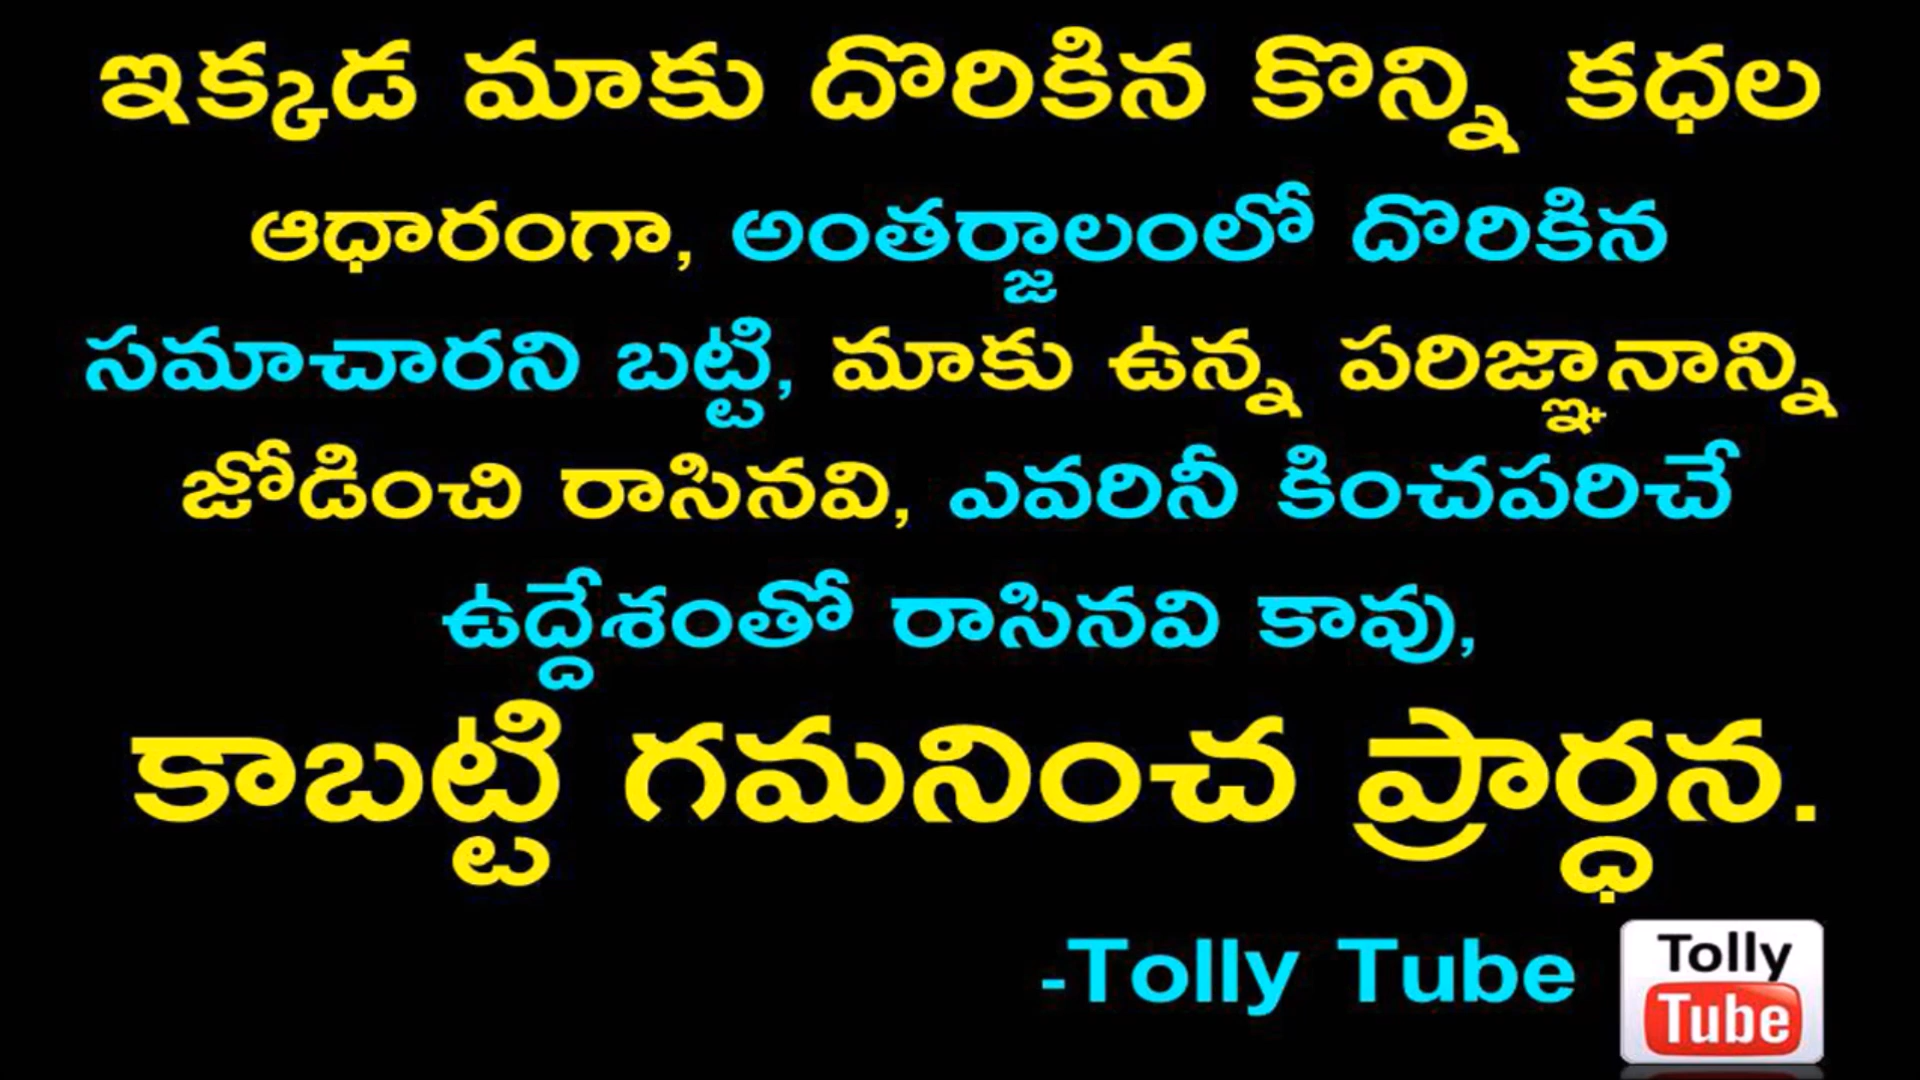 ఇక్కడ మాకు దొరికిన కొన్ని కధల
ఆధారంగా, అంతర్జాలంలో దొరికిన
సమాచారని బట్టి, మాకు ఉన్న పరిజ్ఞానాన్ని
జోడించి రాసినవి, ఎవరినీ కించపరిచే
ఉద్దేశంతో రాసినవి కావు,
కాబట్టి గమనించ ప్రార్ధన.
-Tolly Tube
Tolly
Tube